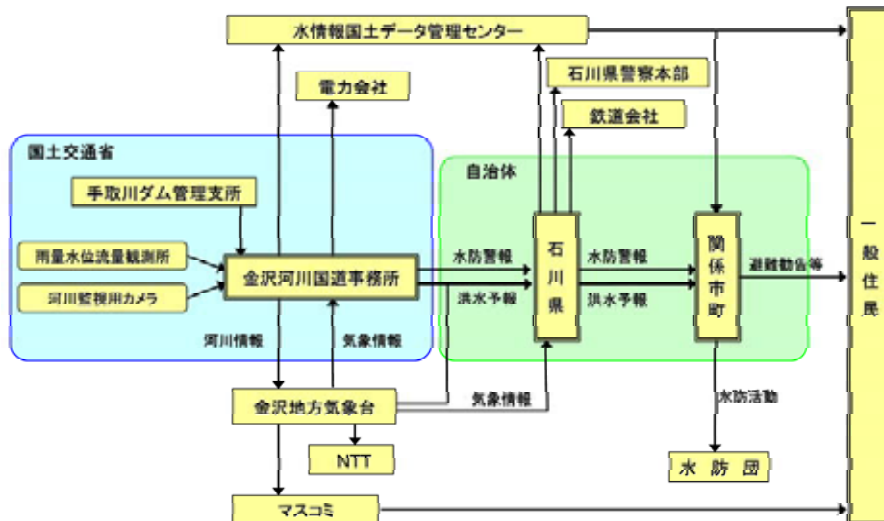 水情報国土データ管理センター
石川県警察本部
電力会社
鉄道会社
国土交通省
自治体
手取川ダム管理支所
雨量水位流量観測所
河川監視用カメラ
金沢河川国道事務所
水防警報
洪水予報
石川県
水防警報
洪水予報
関係市町
避難勧告等
一般住民
河川情報
気象情報
金沢地方気象台
気象情報
水防活動
NTT
水防団
マスコミ